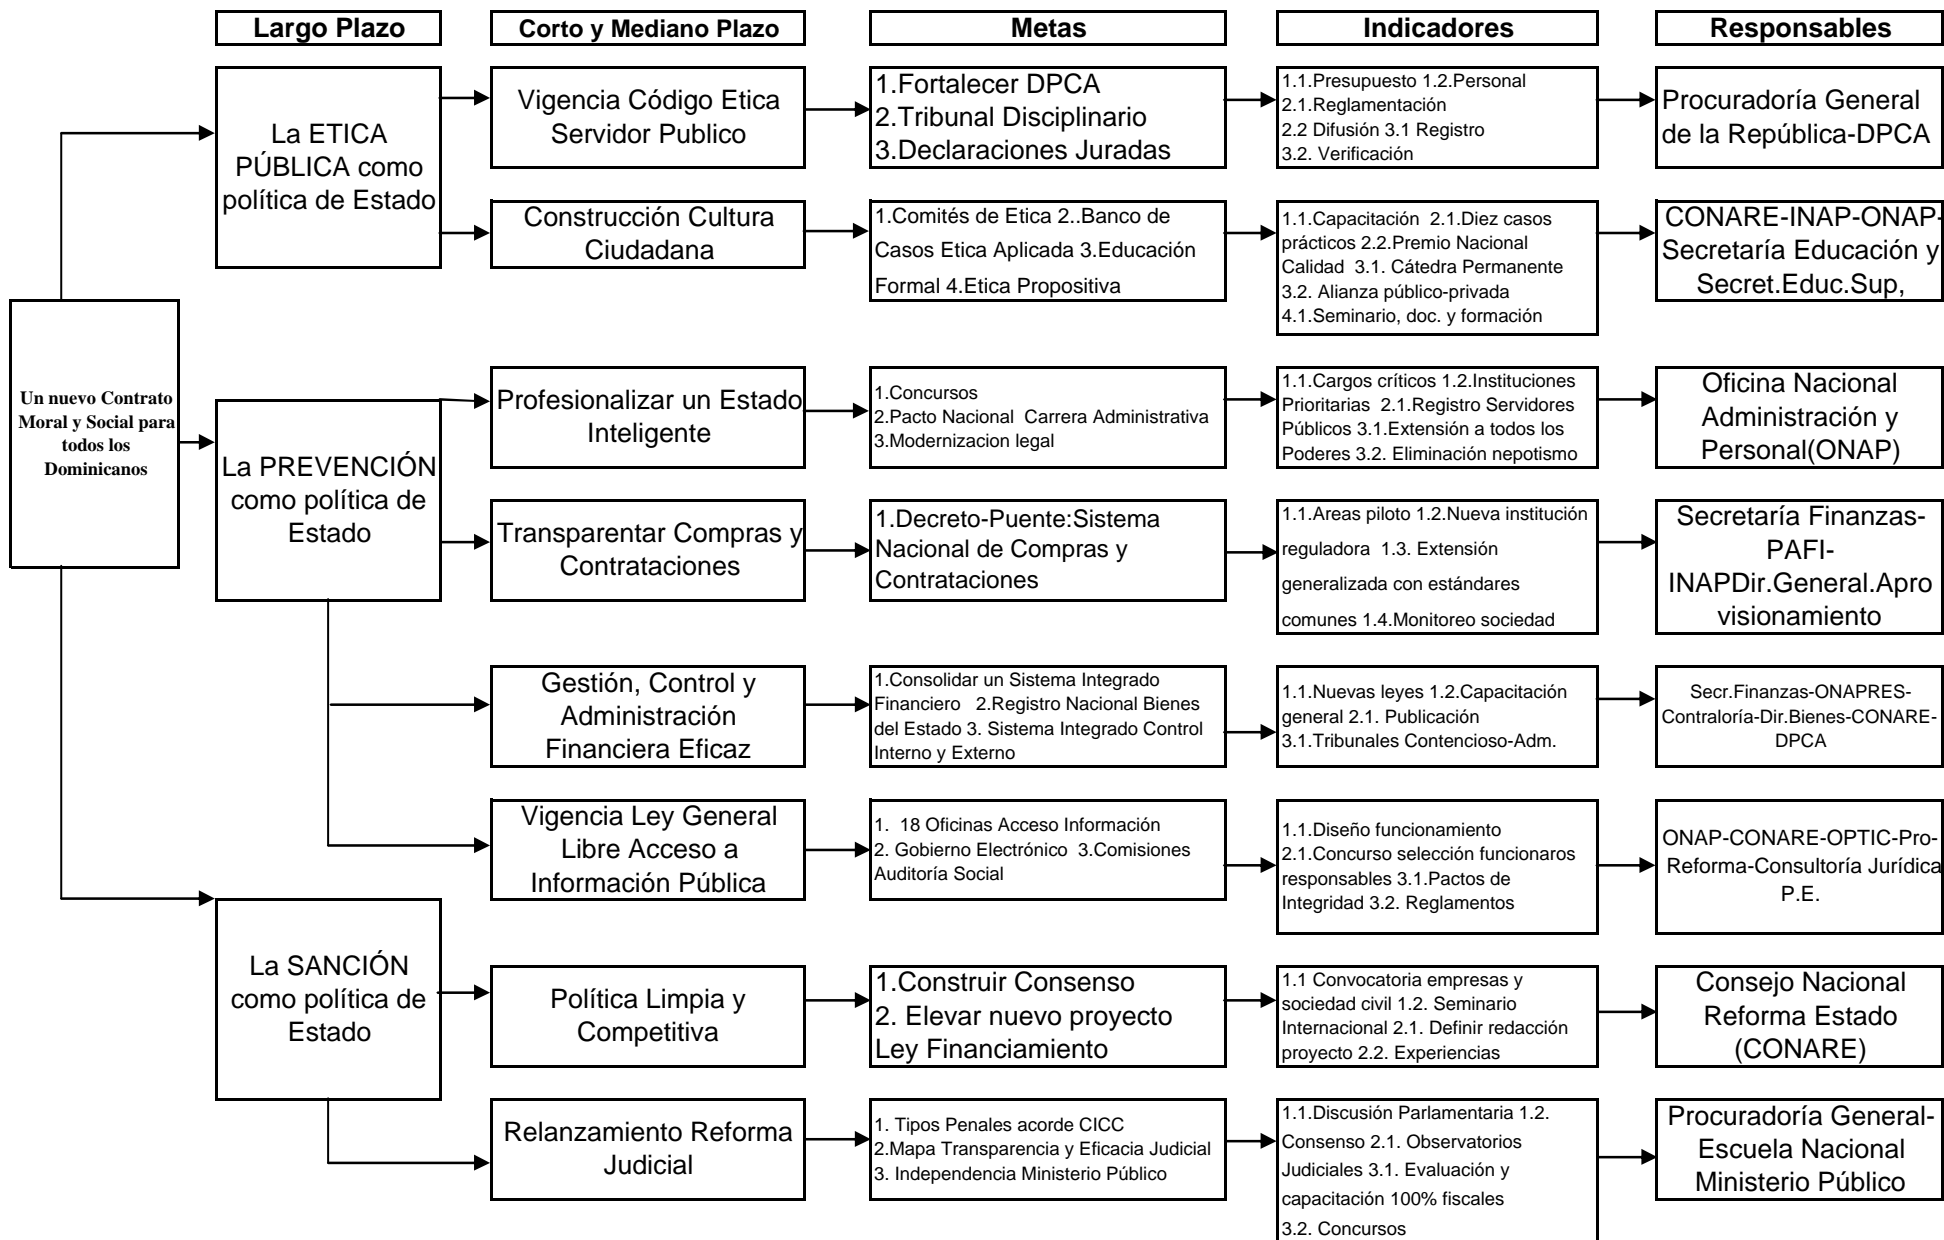 Largo Plazo
Corto y Mediano Plazo
Metas
Indicadores
Responsables
Un nuevo Contrato
Moral y Social para
todos los
Dominicanos
La ETICA
PÚBLICA como
política de Estado
Vigencia Código Etica
Servidor Publico
1.Fortalecer DPCA
2.Tribunal Disciplinario
3.Declaraciones Juradas
1.1.Presupuesto 1.2.Personal
2.1.Reglamentación
2.2 Difusión 3.1 Registro
3.2. Verificación
Procuradoría General
de la República-DPCA
Construcción Cultura
Ciudadana
1.Comités de Etica 2..Banco de
Casos Etica Aplicada 3.Educación
Formal 4.Etica Propositiva
1.1.Capacitación 2.1.Diez casos
prácticos 2.2.Premio Nacional
Calidad 3.1. Cátedra Permanente
3.2. Alianza público-privada
4.1.Seminario, doc. y formación
CONARE-INAP-ONAP-
Secretaría Educación y
Secret.Educ.Sup,
La PREVENCIÓN
como política de
Estado
Profesionalizar un Estado
Inteligente
1.Concursos
2.Pacto Nacional Carrera Administrativa
3.Modernizacion legal
1.1.Cargos críticos 1.2.Instituciones
Prioritarias 2.1.Registro Servidores
Públicos 3.1.Extensión a todos los
Poderes 3.2. Eliminación nepotismo
Oficina Nacional
Administración y
Personal(ONAP)
Transparentar Compras y
Contrataciones
1.Decreto-Puente:Sistema
Nacional de Compras y
Contrataciones
1.1.Areas piloto 1.2.Nueva institución
reguladora 1.3. Extensión
generalizada con estándares
comunes 1.4.Monitoreo sociedad
Secretaría Finanzas-
PAFI-
INAPDir.General.Apro
visionamiento
Gestión, Control y
Administración
Financiera Eficaz
1.Consolidar un Sistema Integrado
Financiero 2.Registro Nacional Bienes
del Estado 3. Sistema Integrado Control
Interno y Externo
1.1.Nuevas leyes 1.2.Capacitación
general 2.1. Publicación
3.1.Tribunales Contencioso-Adm.
Secr.Finanzas-ONAPRES-
Contraloría-Dir.Bienes-CONARE-
DPCA
Vigencia Ley General
Libre Acceso a
Información Pública
1. 18 Oficinas Acceso Información
2. Gobierno Electrónico 3.Comisiones
Auditoría Social
1.1.Diseño funcionamiento
2.1.Concurso selección funcionaros
responsables 3.1.Pactos de
Integridad 3.2. Reglamentos
ONAP-CONARE-OPTIC-Pro-
Reforma-Consultoría Jurídica
P.E.
La SANCIÓN
como política de
Estado
Política Limpia y
Competitiva
1.Construir Consenso
2. Elevar nuevo proyecto
Ley Financiamiento
1.1 Convocatoria empresas y
sociedad civil 1.2. Seminario
Internacional 2.1. Definir redacción
proyecto 2.2. Experiencias
Consejo Nacional
Reforma Estado
(CONARE)
Relanzamiento Reforma
Judicial
1. Tipos Penales acorde CICC
2.Mapa Transparencia y Eficacia Judicial
3. Independencia Ministerio Público
1.1.Discusión Parlamentaria 1.2.
Consenso 2.1. Observatorios
Judiciales 3.1. Evaluación y
capacitación 100% fiscales
3.2. Concursos
Procuradoría General-
Escuela Nacional
Ministerio Público